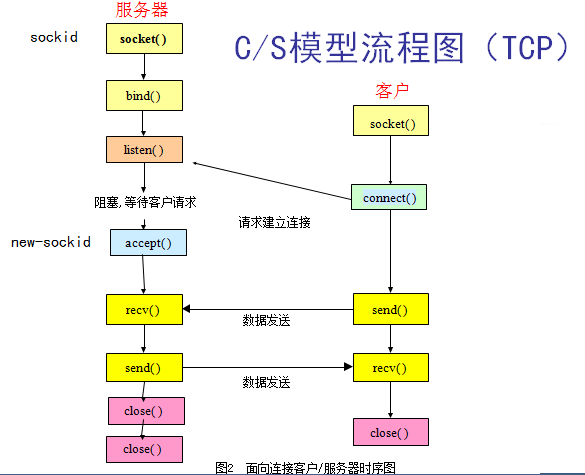 服务器
sockid
socket()
C/S模型流程图（TCP）
bind()
客户
socket()
listen()
connect()
阻塞,等待客户请求
请求建立连接
new-sockid
accept()
recv()
send()
数据发送
send()
recv()
数据发送
close()
close()
close()
图2 面向连接客户/服务器时序图